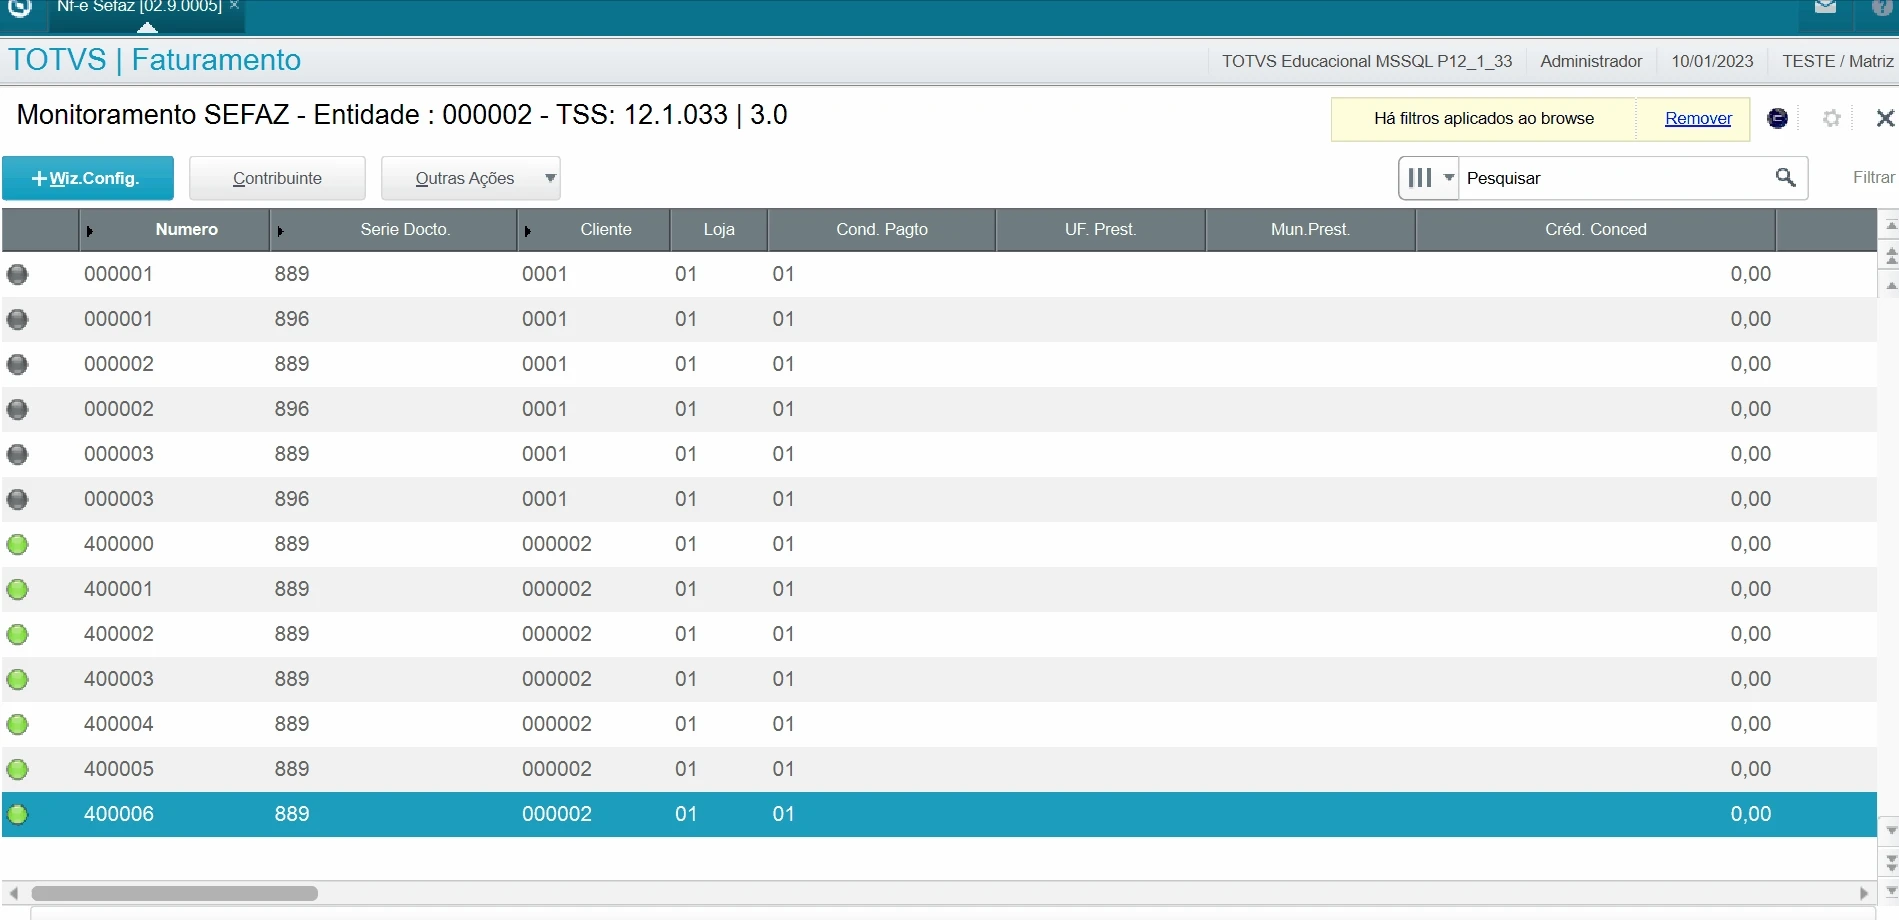 Nf-e Sefaz [02.9.0005] ×
TOTVS | Faturamento TOTVS Educacional MSSQL P12_1_33 Administrador 10/01/2023 TESTE / Matriz
Monitoramento SEFAZ - Entidade : 000002 - TSS: 12.1.033 | 3.0 Há filtros aplicados ao browse Remover
+Wiz.Config. Contribuinte Outras Ações Pesquisar Filtrar
Numero Serie Docto. Cliente Loja Cond. Pagto UF. Prest. Mun.Prest. Créd. Conced
000001 889 0001 01 01 0,00
000001 896 0001 01 01 0,00
000002 889 0001 01 01 0,00
000002 896 0001 01 01 0,00
000003 889 0001 01 01 0,00
000003 896 0001 01 01 0,00
400000 889 000002 01 01 0,00
400001 889 000002 01 01 0,00
400002 889 000002 01 01 0,00
400003 889 000002 01 01 0,00
400004 889 000002 01 01 0,00
400005 889 000002 01 01 0,00
400006 889 000002 01 01 0,00